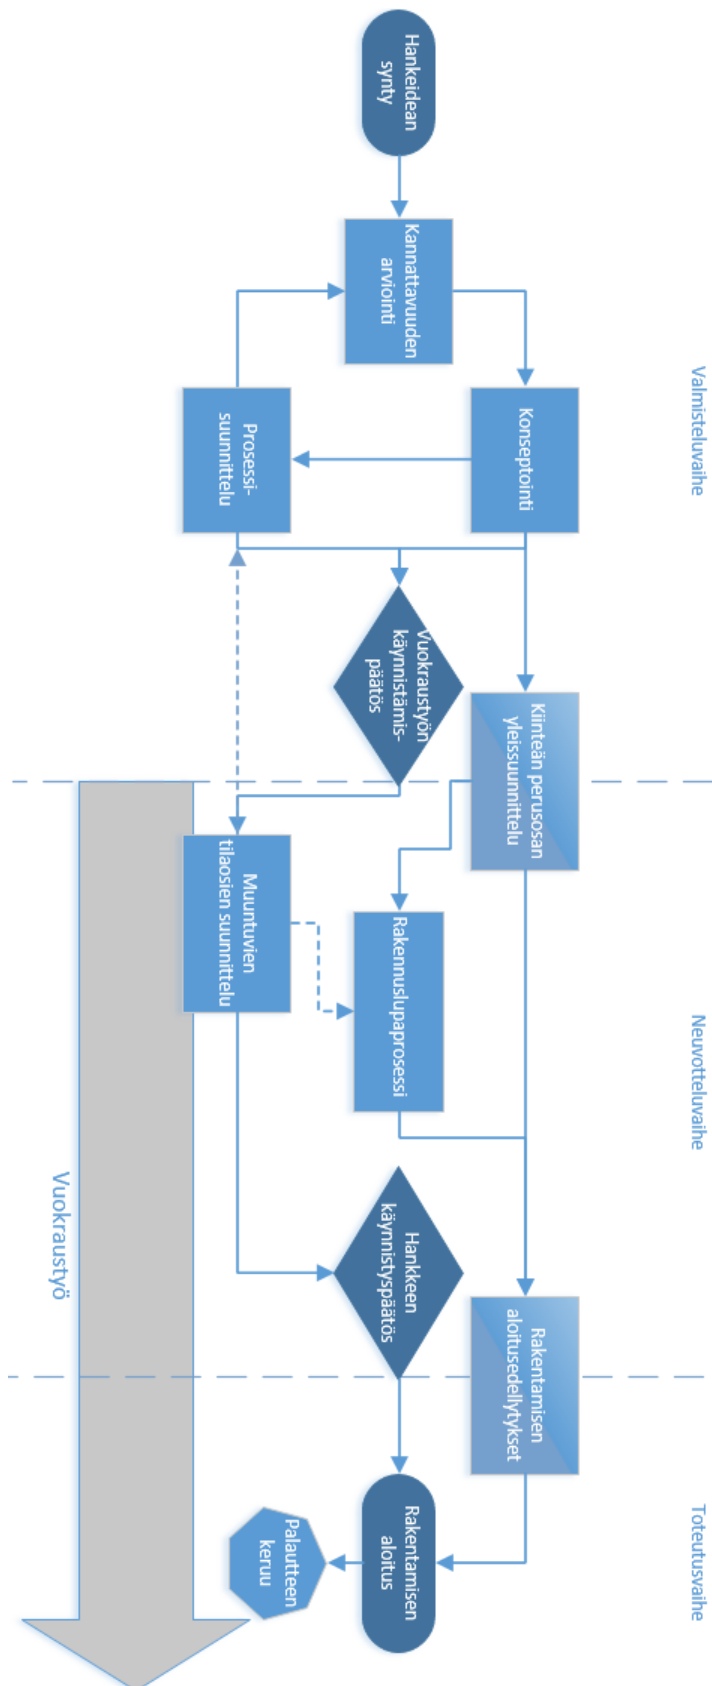 Valmisteluvaihe
Neuvotteluvaihe
Toteutusvaihe
Hankeidean
synty
Kannattavuuden
arviointi
Konseptointi
Prosessi-
suunnittelu
Vuokraustyön
käynnistämis-
päätös
Kiinteän perusosan
yleissuunnittelu
Muuntuvien
tilaosien suunnittelu
Rakennuslupaprosessi
Hankkeen
käynnistyspäätös
Rakentamisen
aloitusedellytykset
Rakentamisen
aloitus
Palautteen
keruu
Vuokraustyö